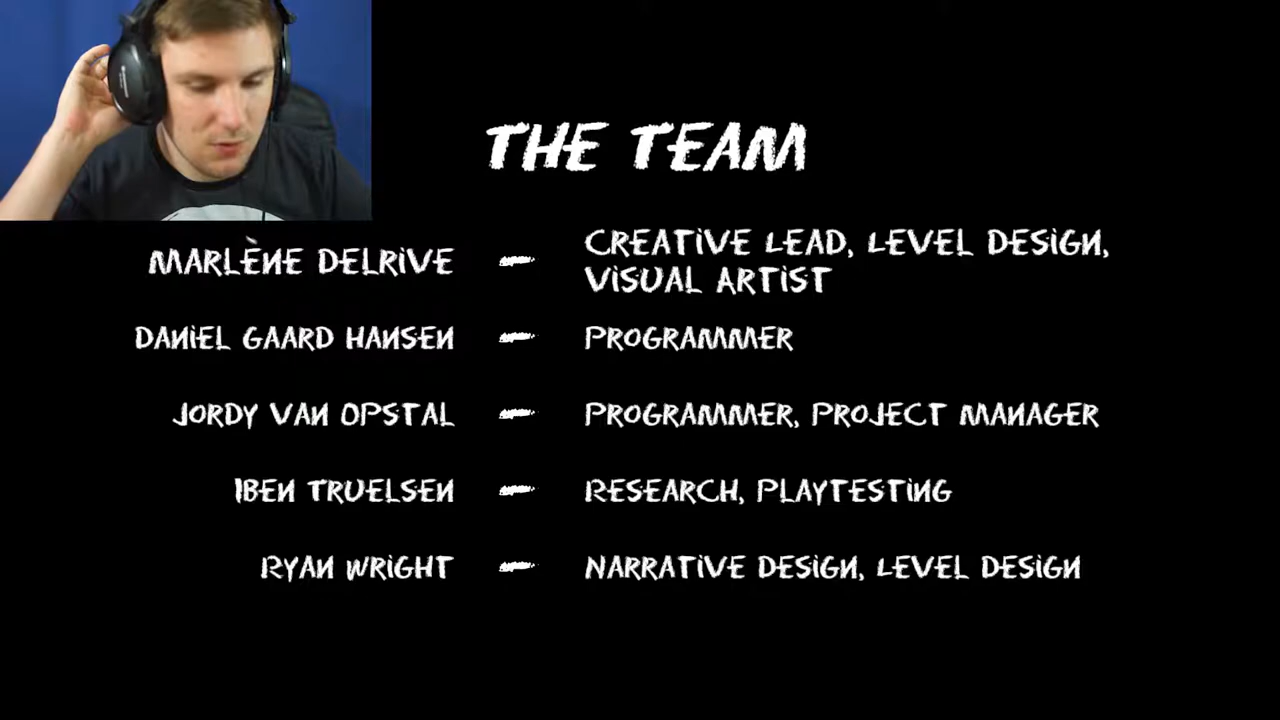 THE TEAM
MARLÈNE DELRIVE – CREATIVE LEAD, LEVEL DESIGN,
VISUAL ARTIST
DANIEL GAARD HANSEN – PROGRAMMER
JORDY VAN OPSTAL – PROGRAMMER, PROJECT MANAGER
IBEN TRUELSEN – RESEARCH, PLAYTESTING
RYAN WRIGHT – NARRATIVE DESIGN, LEVEL DESIGN